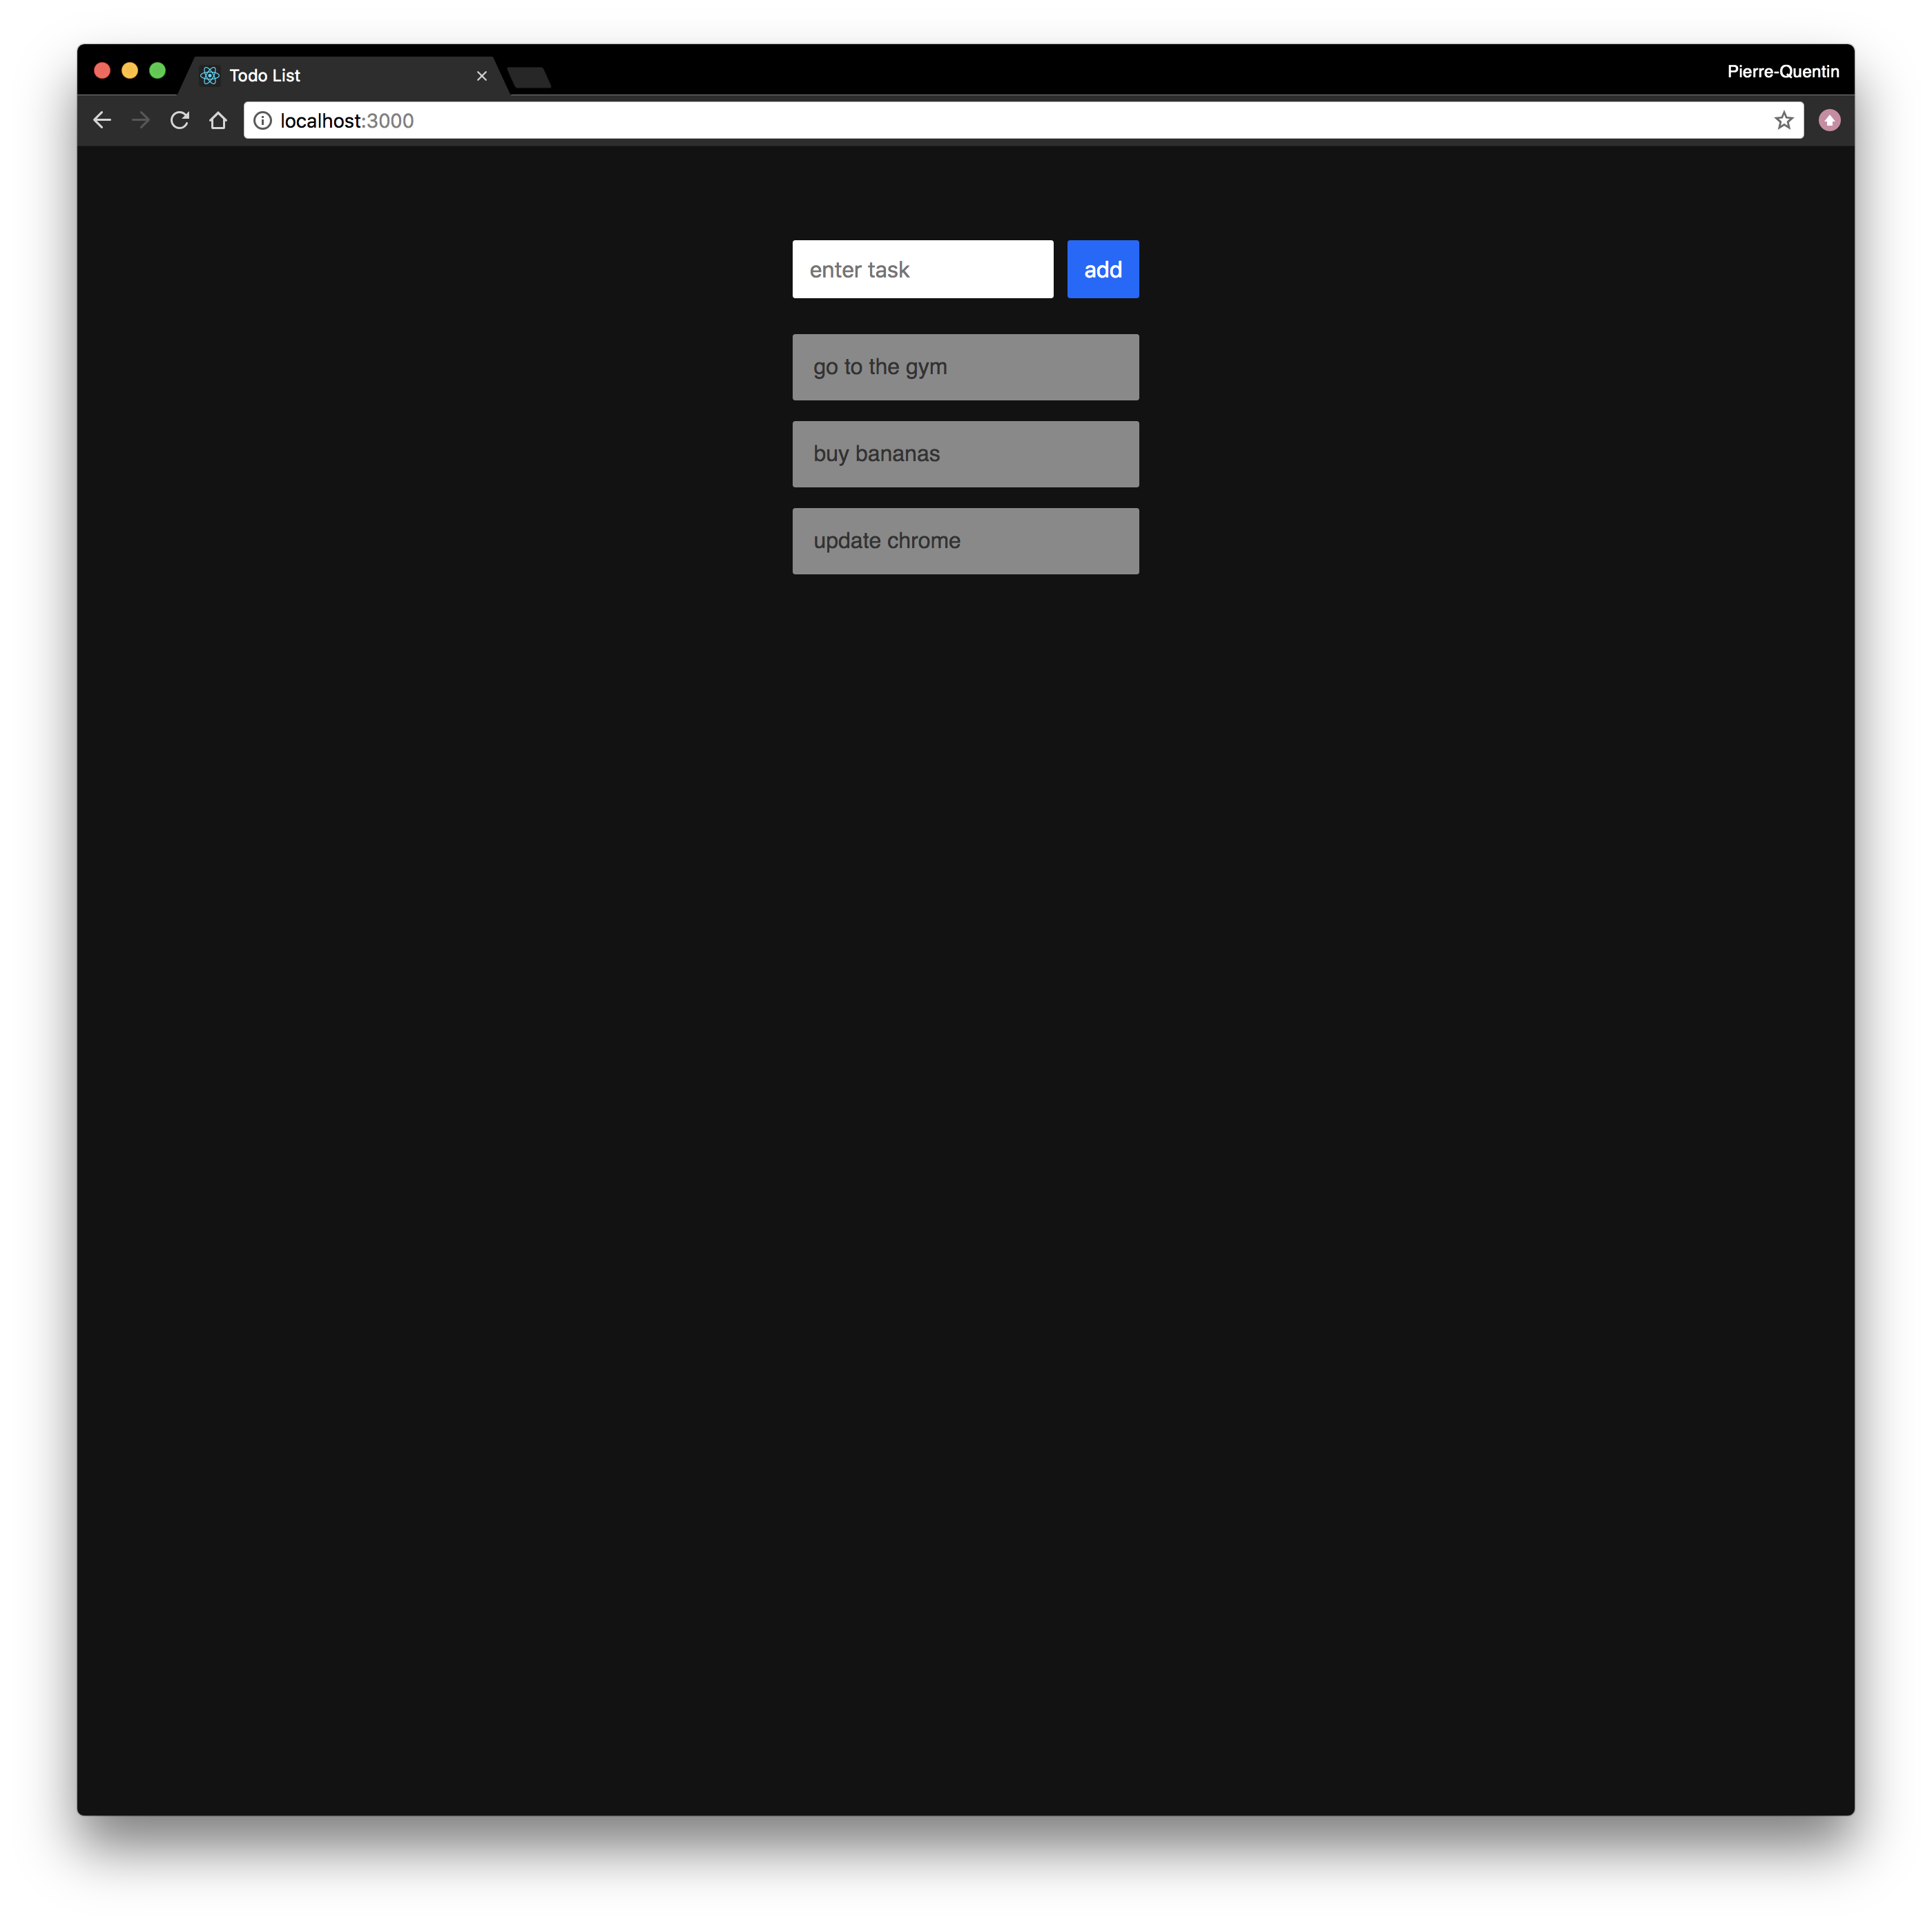 Todo List
Pierre-Quentin
localhost:3000
enter task
add
go to the gym
buy bananas
update chrome